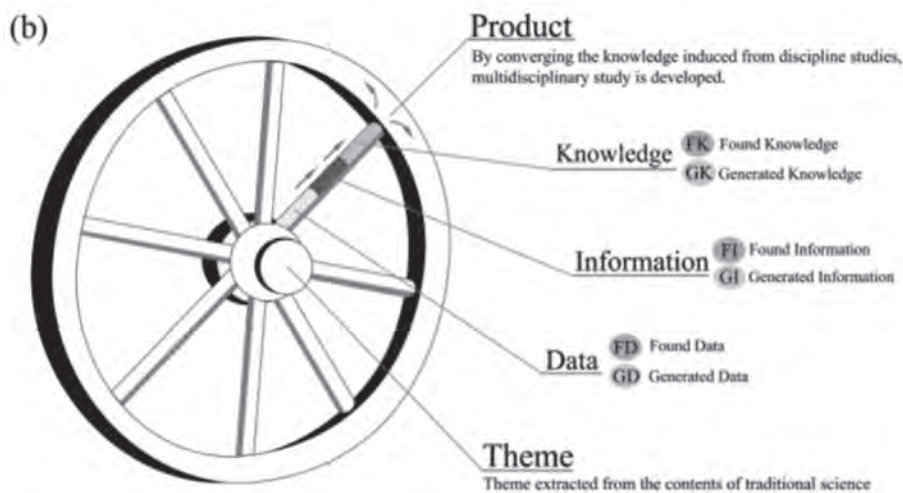 (b)
Product
By converging the knowledge induced from discipline studies,
multidisciplinary study is developed.
Knowledge
FK Found Knowledge
GK Generated Knowledge
Information
FI Found Information
GI Generated Information
Data
FD Found Data
GD Generated Data
Theme
Theme extracted from the contents of traditional science